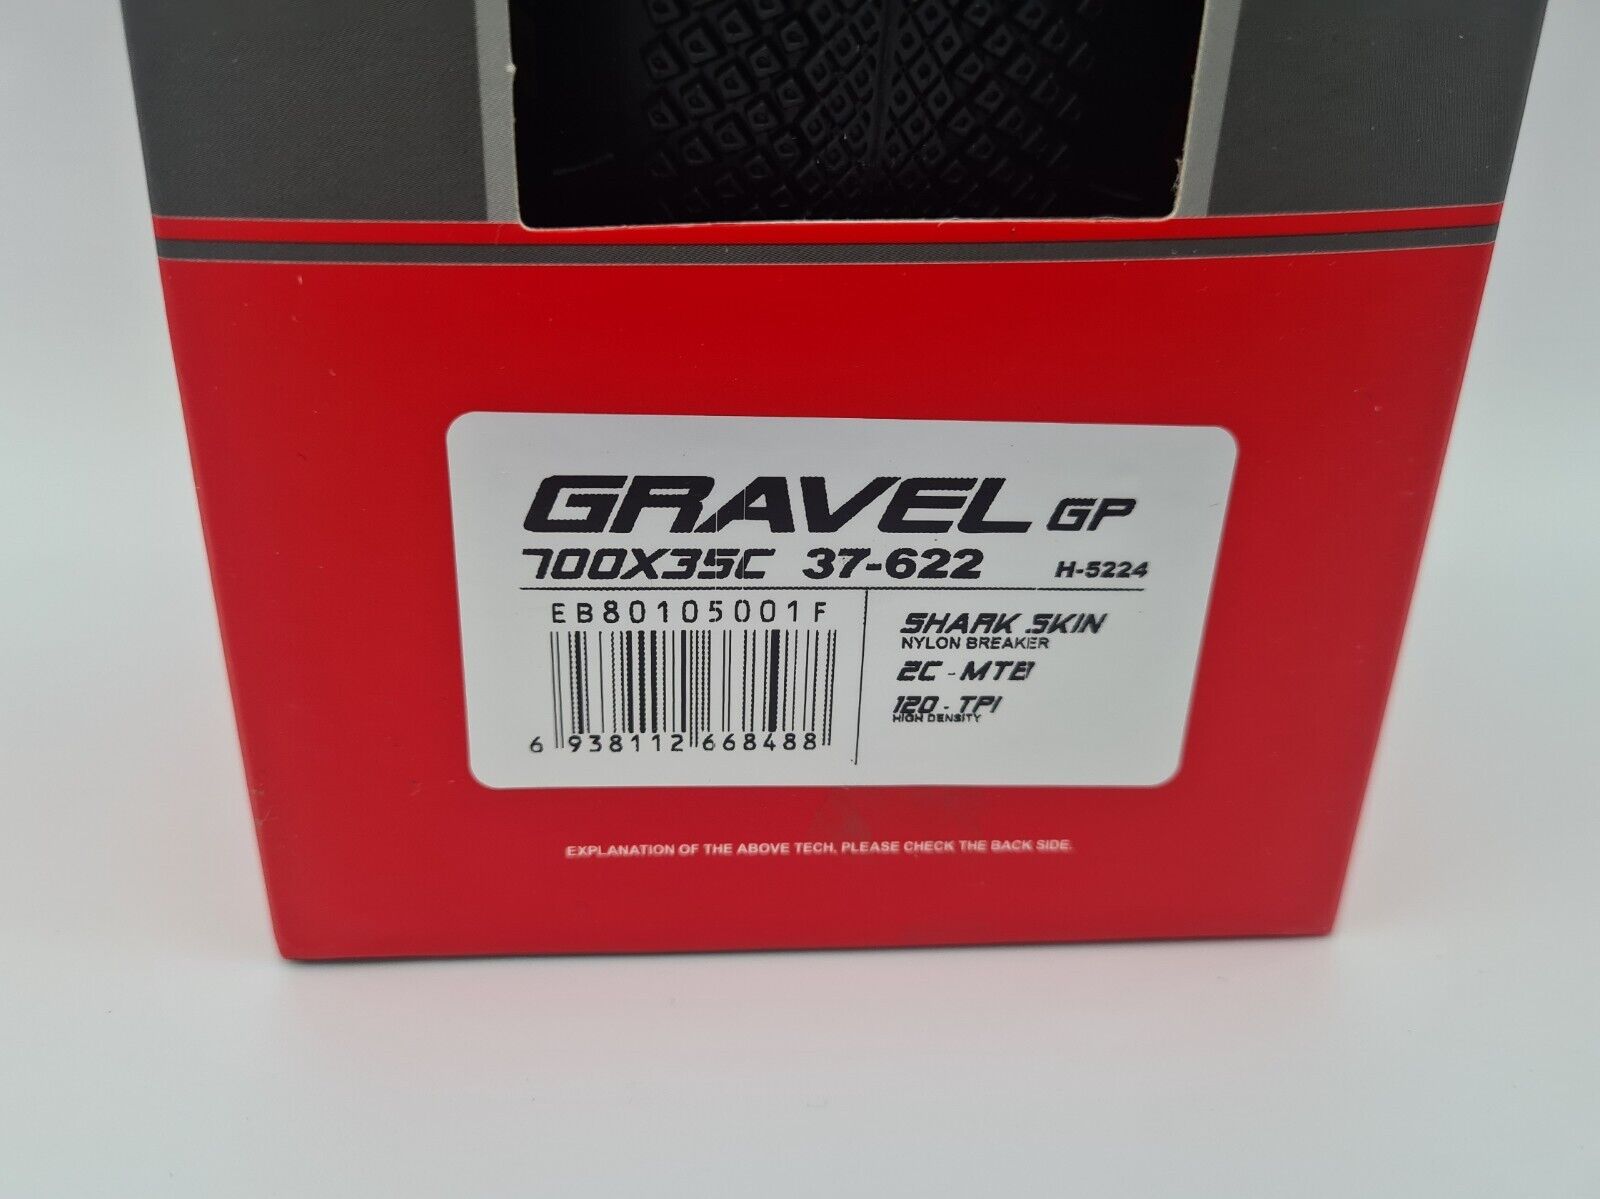 GRAVEL GP
700X35C 37-622 H-5224
EB80105001F
6 938112 668488
SHARK SKIN
NYLON BREAKER
2C - MTB
120 - TPI
HIGH DENSITY
EXPLANATION OF THE ABOVE TECH, PLEASE CHECK THE BACK SIDE.